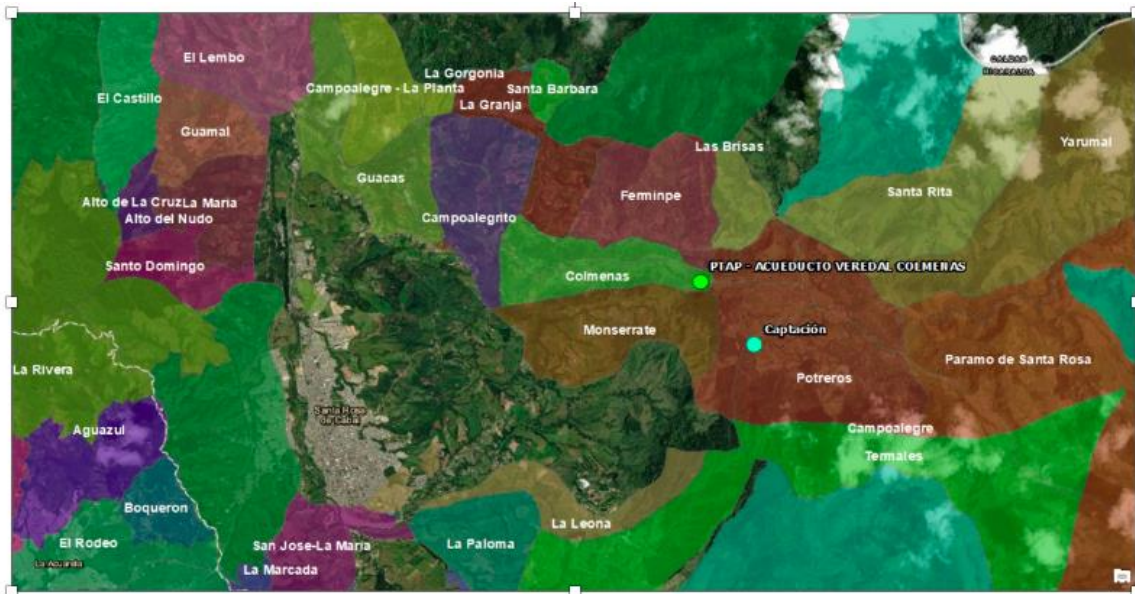 El Lembo
CALDAS
RISARALDA
La Gorgonia
Campoalegre - La Planta
Santa Barbara
El Castillo
La Granja
Guamal
Las Brisas
Yarumal
Guacas
Ferminpe
Santa Rita
Alto de La Cruz
La Maria
Alto del Nudo
Campoalegrito
Santo Domingo
PTAP - ACUEDUCTO VEREDAL COLMENAS
Colmenas
Monserrate
Captación
Paramo de Santa Rosa
La Rivera
Potreros
Santa Rosa
de Cabal
Aguazul
Campoalegre
Termales
Boqueron
La Leona
El Rodeo
San Jose-La Maria
La Paloma
La Marcada